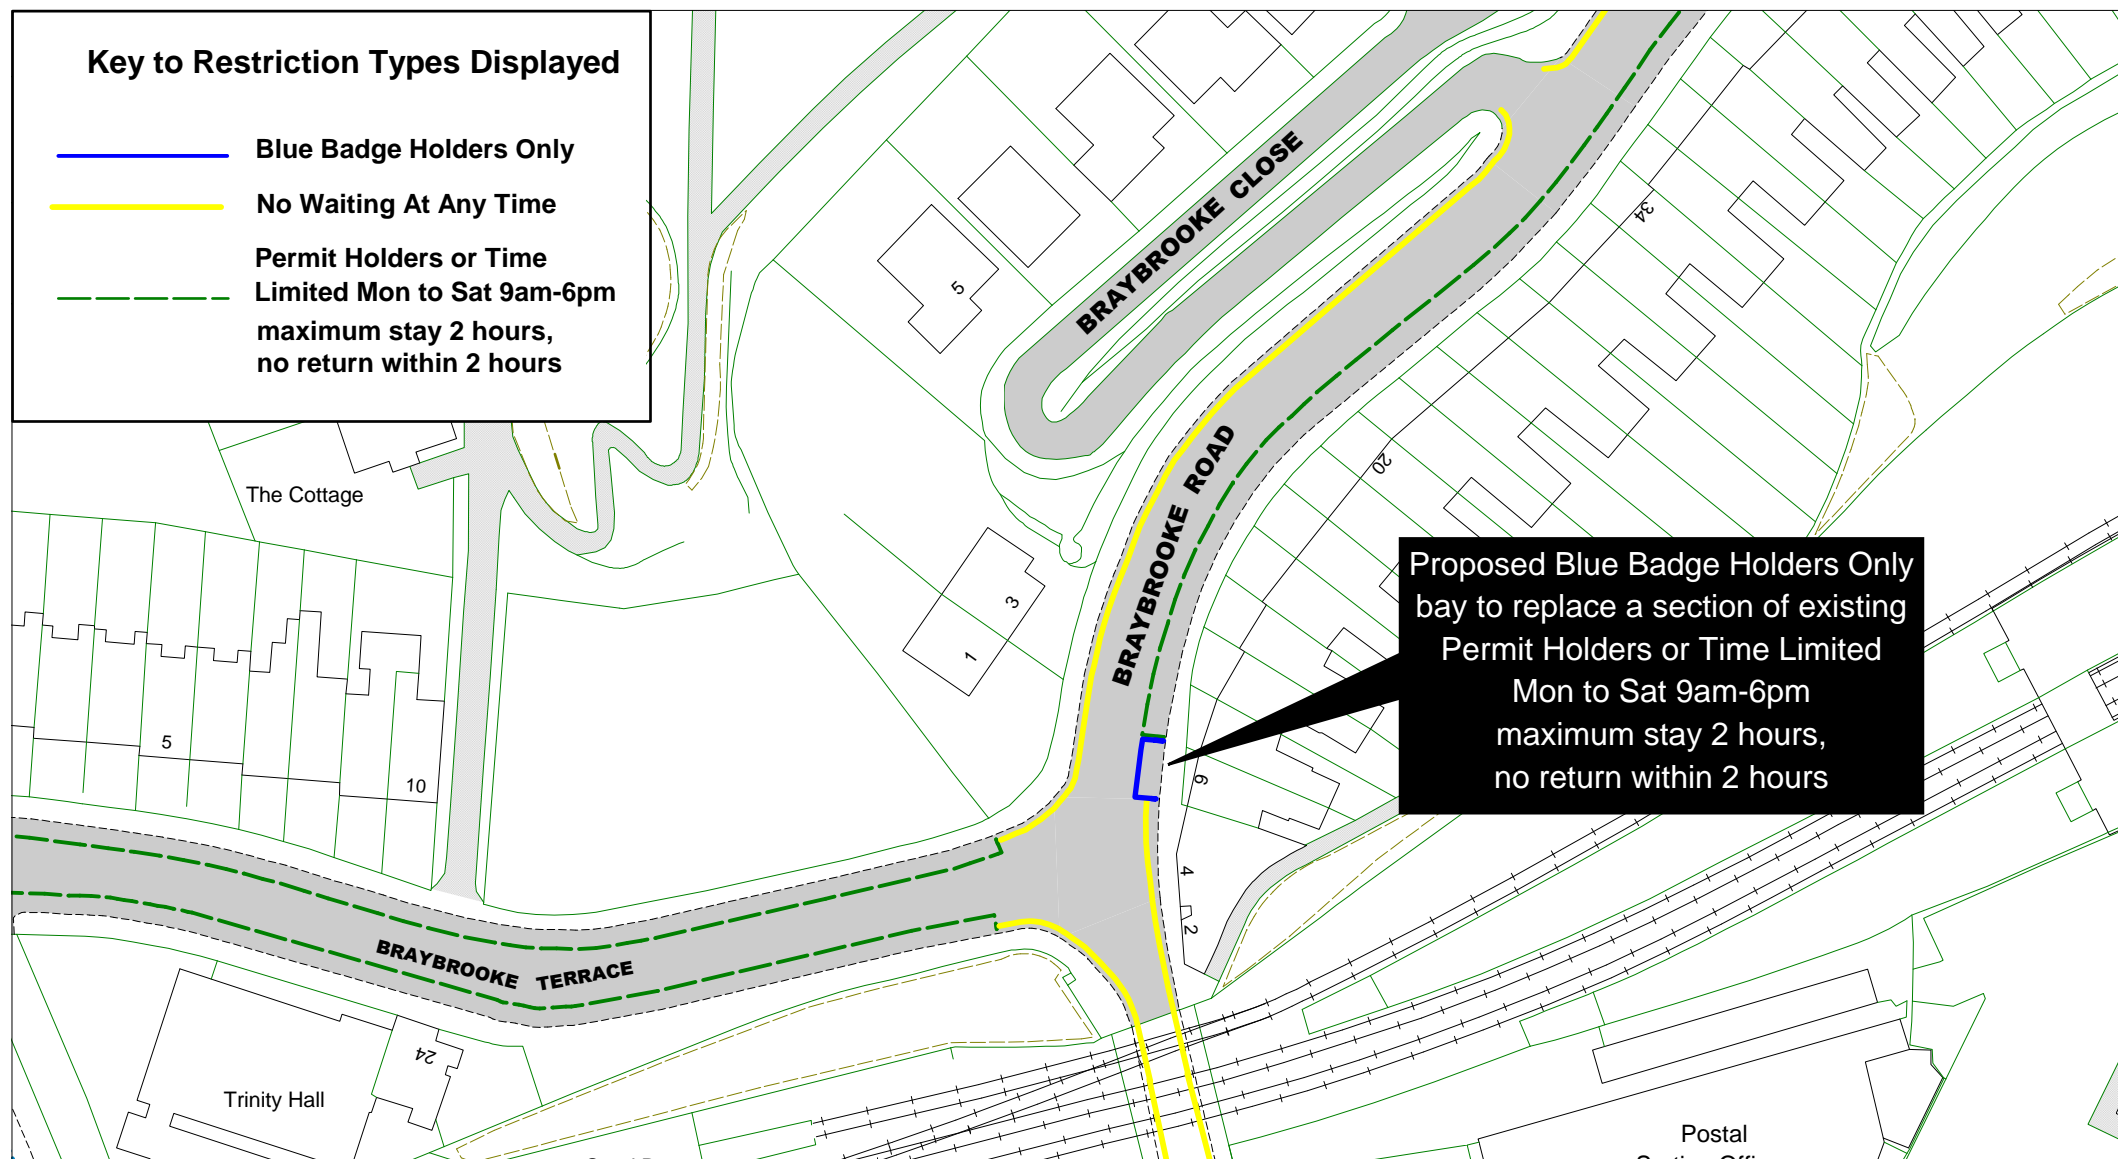 Key to Restriction Types Displayed
Blue Badge Holders Only
No Waiting At Any Time
Permit Holders or Time
Limited Mon to Sat 9am-6pm
maximum stay 2 hours,
no return within 2 hours
BRAYBROOKE CLOSE
34
5
20
BRAYBROOKE ROAD
The Cottage
Proposed Blue Badge Holders Only
bay to replace a section of existing
Permit Holders or Time Limited
Mon to Sat 9am-6pm
maximum stay 2 hours,
no return within 2 hours
3
1
5
10
6
4
2
BRAYBROOKE TERRACE
24
Trinity Hall
Postal